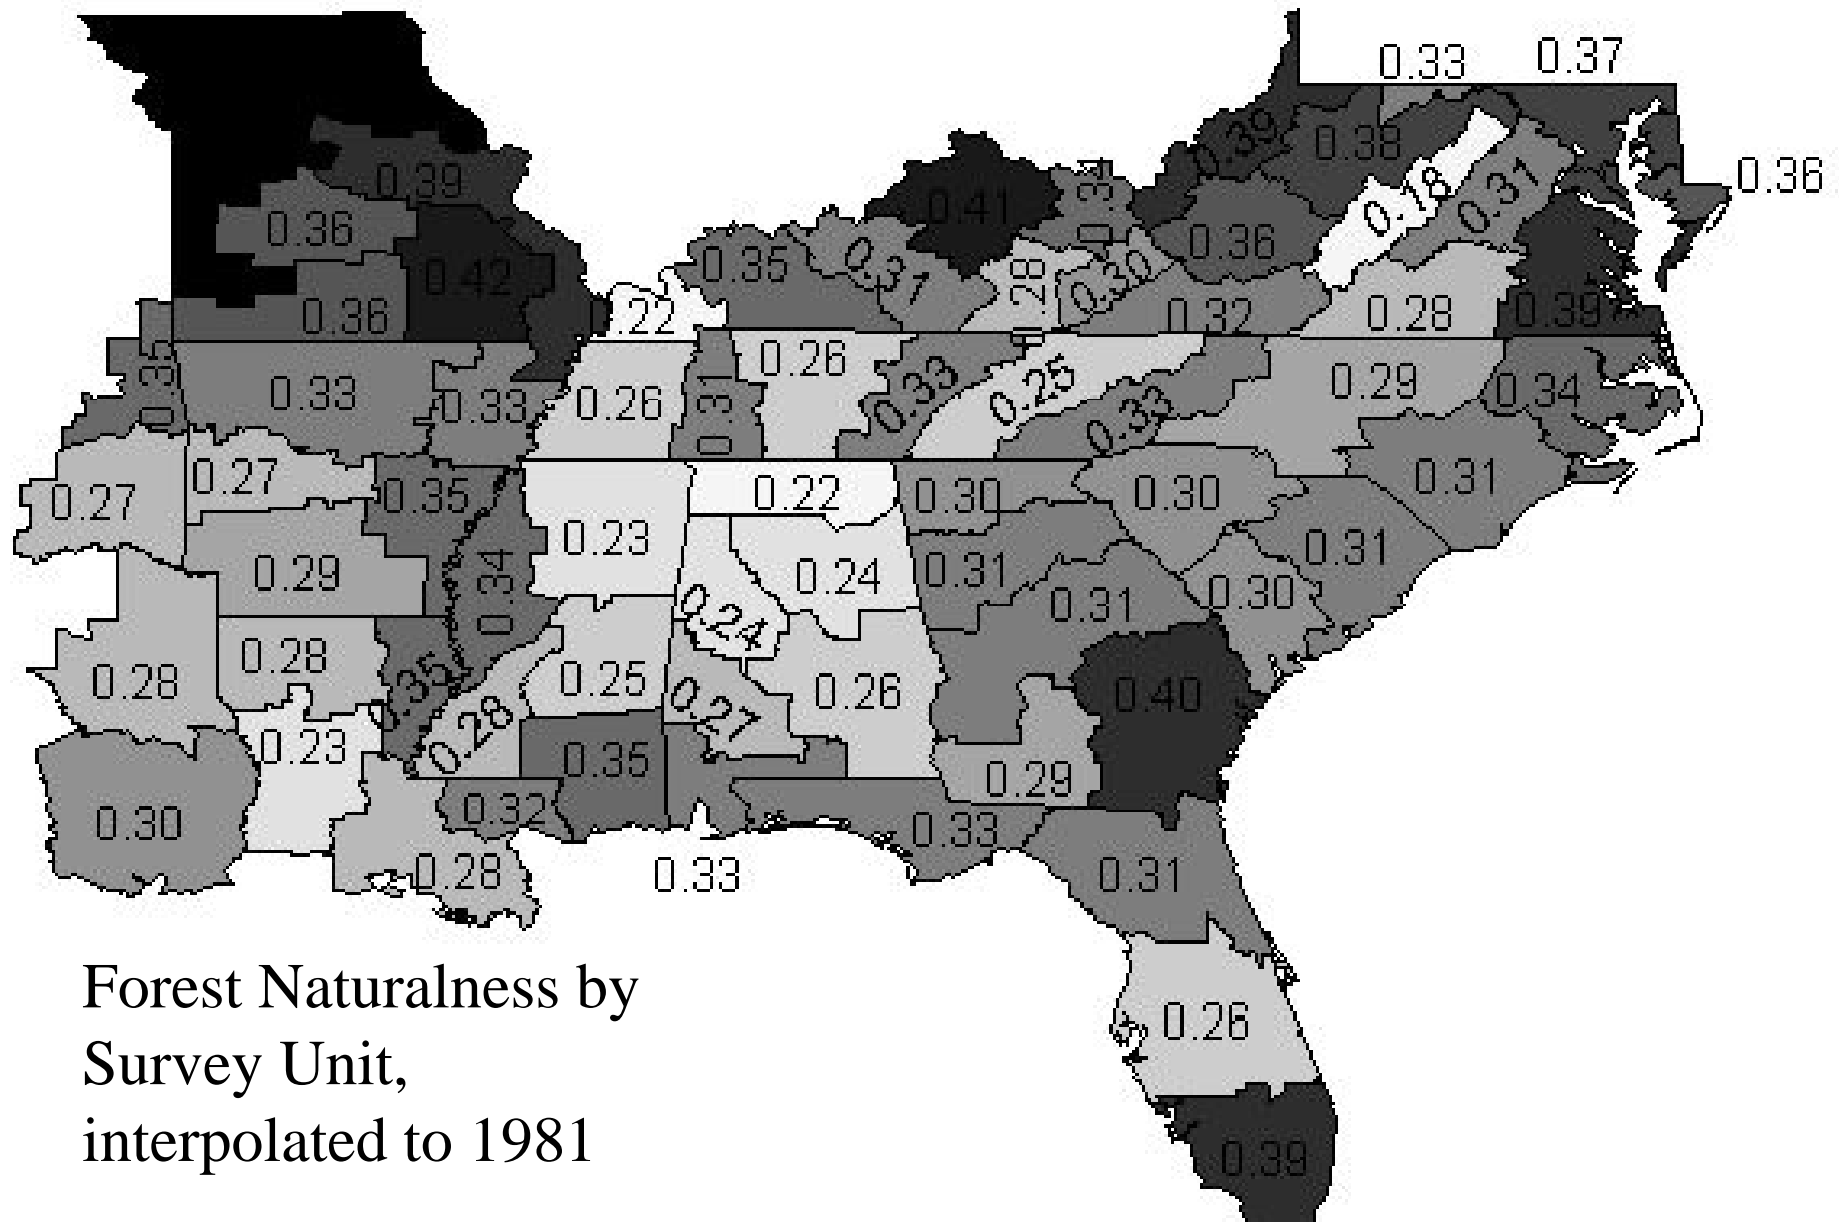 0.33 0.37
0.39 0.38
0.36
0.39 0.41 0.34 0.18 0.31
0.36 0.36
0.42 0.35 0.31 .28 0.30
0.36 .22 0.32 0.28 0.39
0.35 0.33 0.33 0.26 0.31 0.26 0.33 0.25 0.33 0.29 0.34
0.27 0.27 0.35 0.22 0.30 0.30 0.31
0.23
0.29 0.34 0.24 0.31 0.31 0.30 0.31
0.24
0.28 0.28 0.35 0.25 0.27 0.26 0.40
0.23 0.28 0.35 0.29
0.30 0.32 0.33
0.28 0.33 0.31
Forest Naturalness by
Survey Unit,
interpolated to 1981
0.26
0.39